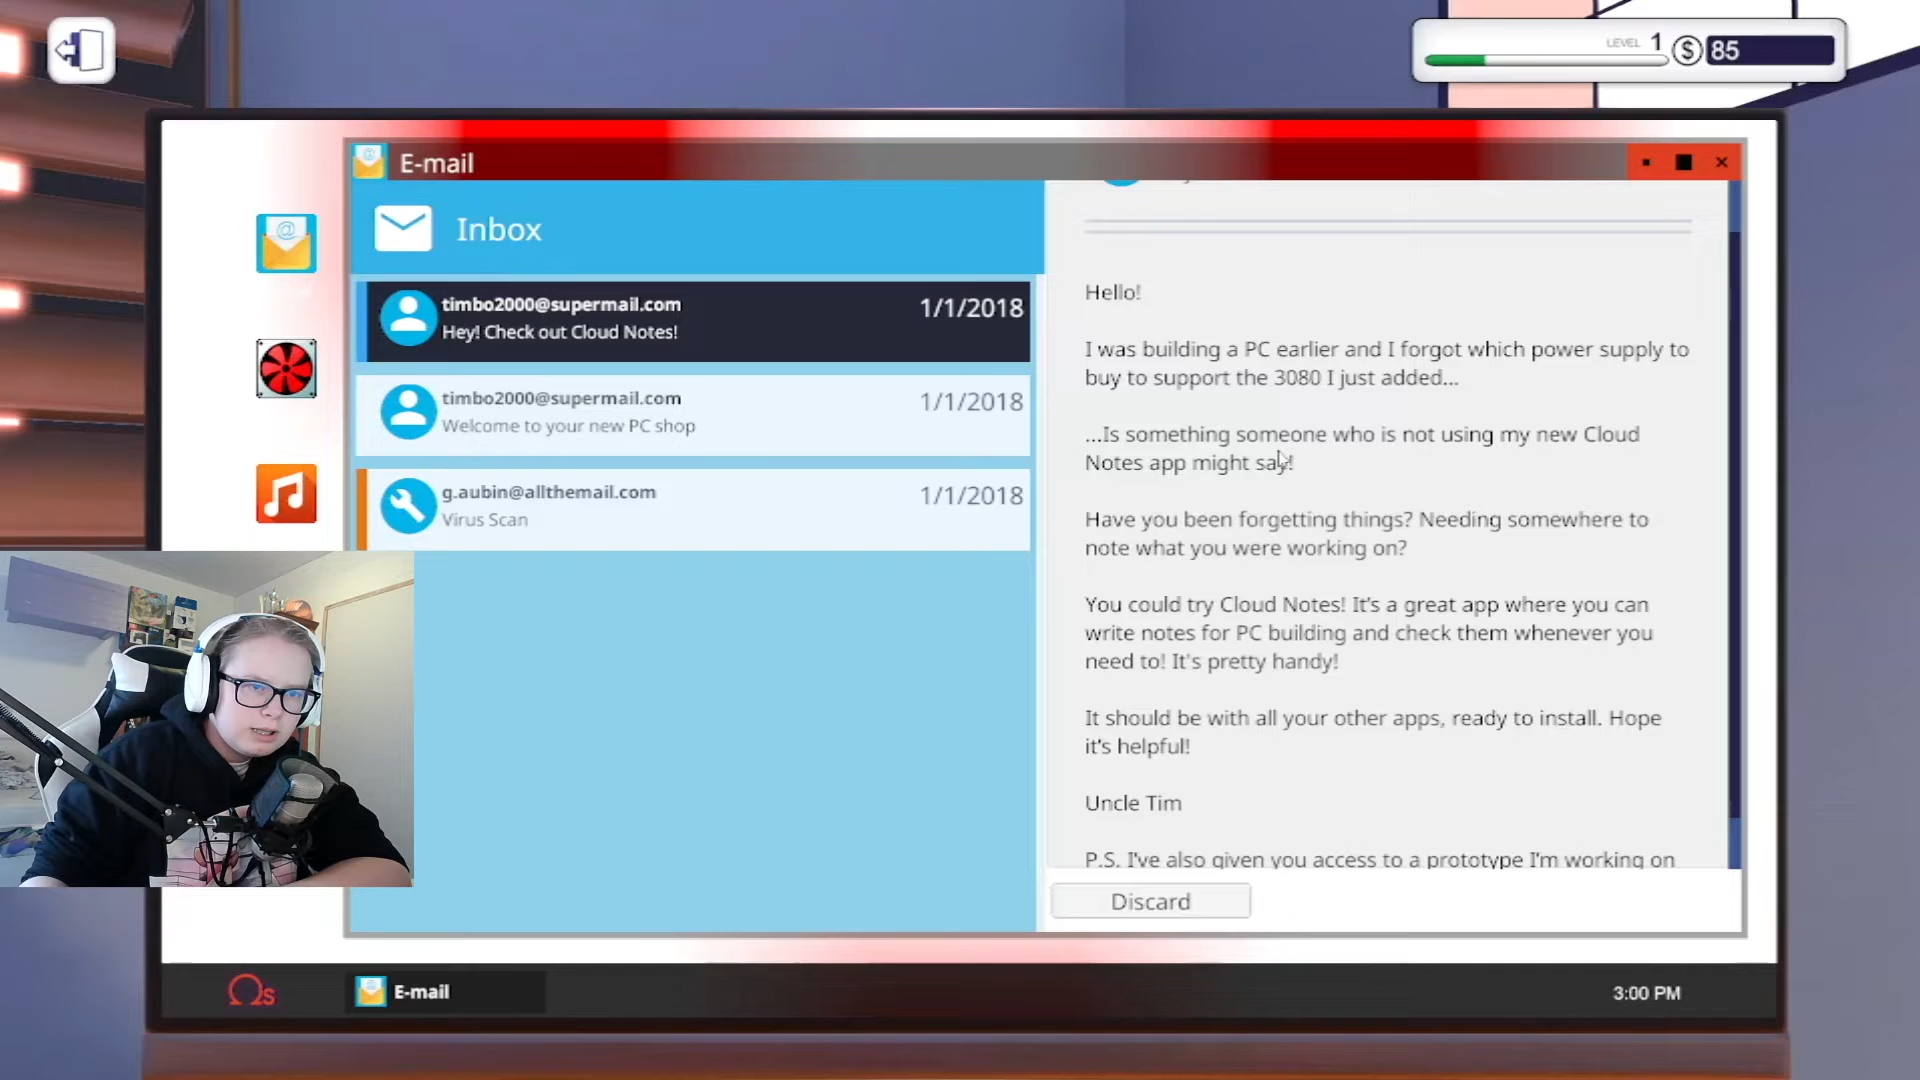 LEVEL 1 $ 85
E-mail
Inbox
timbo2000@supermail.com 1/1/2018
Hey! Check out Cloud Notes!
timbo2000@supermail.com 1/1/2018
Welcome to your new PC shop
g.aubin@allthemail.com 1/1/2018
Virus Scan
Hello!
I was building a PC earlier and I forgot which power supply to
buy to support the 3080 I just added...
...Is something someone who is not using my new Cloud
Notes app might say!
Have you been forgetting things? Needing somewhere to
note what you were working on?
You could try Cloud Notes! It's a great app where you can
write notes for PC building and check them whenever you
need to! It's pretty handy!
It should be with all your other apps, ready to install. Hope
it's helpful!
Uncle Tim
P.S. I've also given you access to a prototype I'm working on
Discard
Ωs E-mail 3:00 PM